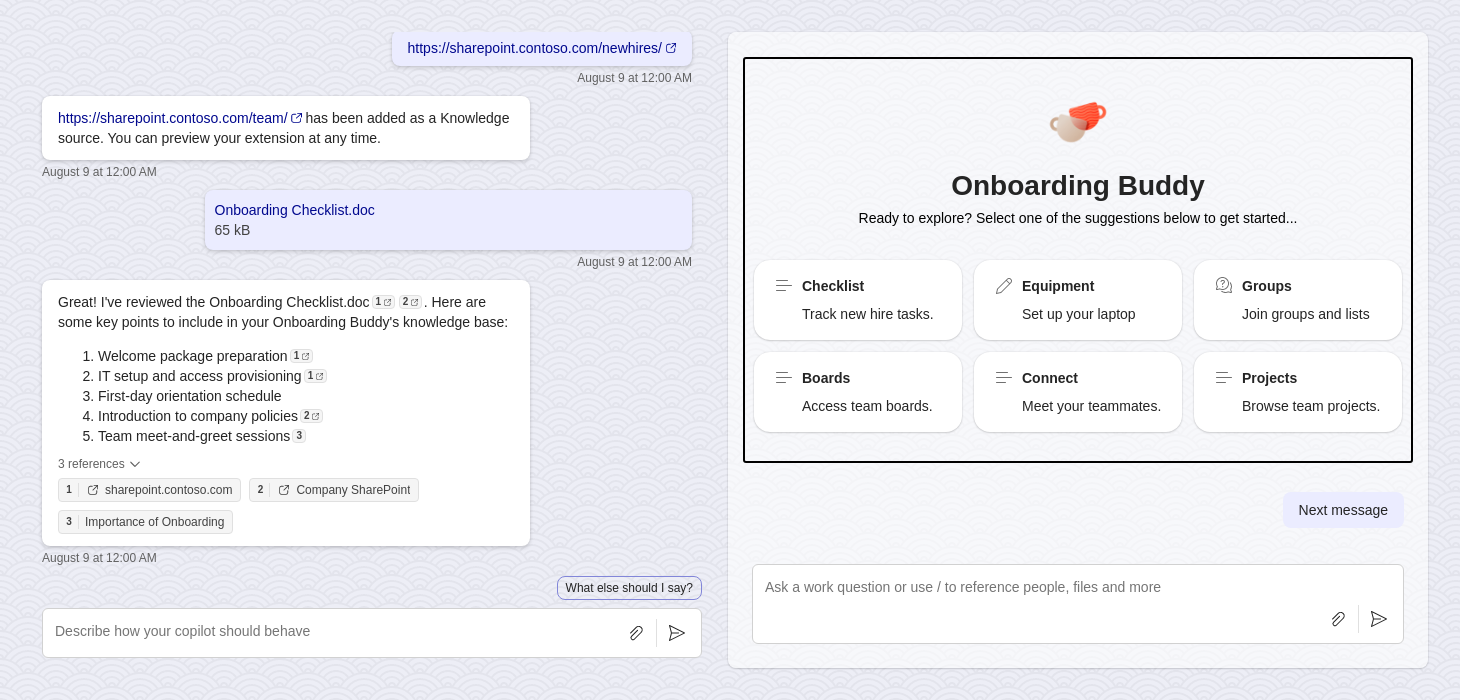 https://sharepoint.contoso.com/newhires/
August 9 at 12:00 AM
https://sharepoint.contoso.com/team/ has been added as a Knowledge
source. You can preview your extension at any time.
August 9 at 12:00 AM
Onboarding Checklist.doc
65 kB
August 9 at 12:00 AM
Great! I've reviewed the Onboarding Checklist.doc 1 2 . Here are
some key points to include in your Onboarding Buddy's knowledge base:
1. Welcome package preparation 1
2. IT setup and access provisioning 1
3. First-day orientation schedule
4. Introduction to company policies 2
5. Team meet-and-greet sessions 3
3 references
1 sharepoint.contoso.com 2 Company SharePoint
3 Importance of Onboarding
August 9 at 12:00 AM
What else should I say?
Describe how your copilot should behave
Onboarding Buddy
Ready to explore? Select one of the suggestions below to get started...
Checklist
Track new hire tasks.
Equipment
Set up your laptop
Groups
Join groups and lists
Boards
Access team boards.
Connect
Meet your teammates.
Projects
Browse team projects.
Next message
Ask a work question or use / to reference people, files and more